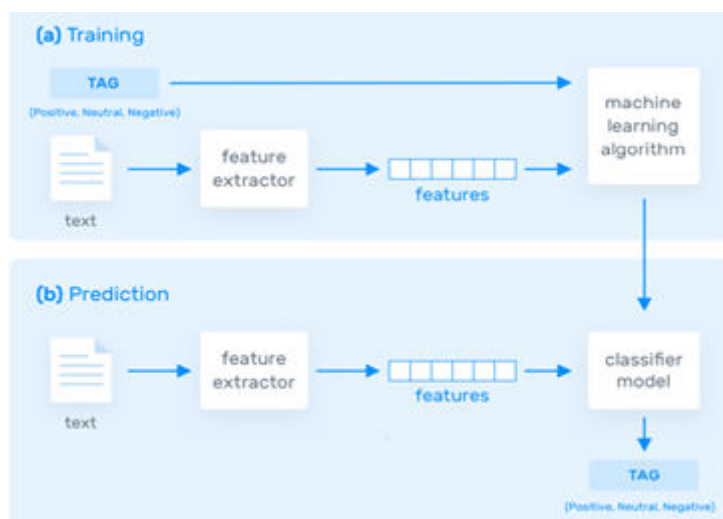 (a) Training
TAG
(Positive, Neutral, Negative)
text
feature
extractor
features
machine
learning
algorithm
(b) Prediction
text
feature
extractor
features
classifier
model
TAG
(Positive, Neutral, Negative)